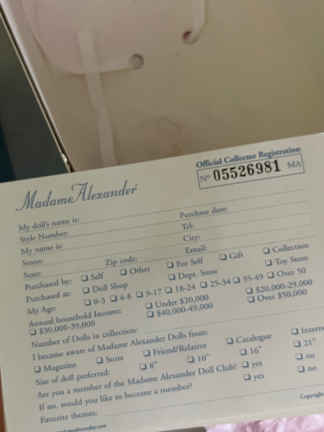 Official Collector Registration
Nº 05526981 MA
Madame Alexander
My doll's name is:
Purchase date:
Style Number:
Tel:
My name is:
City:
Street:
Email:
State:
Zip code:
Purchased by: ❏ Self ❏ Other ❏ For Self ❏ Gift ❏ Collection
Purchased at: ❏ Doll Shop ❏ Dept. Store ❏ Toy Store
My Age: ❏ 0-3 ❏ 4-8 ❏ 9-17 ❏ 18-24 ❏ 25-34 ❏ 35-49 ❏ Over 50
Annual household Income: ❏ Under $20,000 ❏ $20,000-29,000
❏ $30,000-39,000 ❏ $40,000-49,000 ❏ Over $50,000
Number of Dolls in collection:
I became aware of Madame Alexander Dolls from:
❏ Magazine ❏ Store ❏ Friend/Relative ❏ Catalogue ❏ Intern
Size of doll preferred: ❏ 8" ❏ 10" ❏ 16" ❏ 21"
Are you a member of the Madame Alexander Doll Club? ❏ yes ❏ no
If no, would you like to become a member? ❏ yes ❏ no
Favorite themes:
Copyright